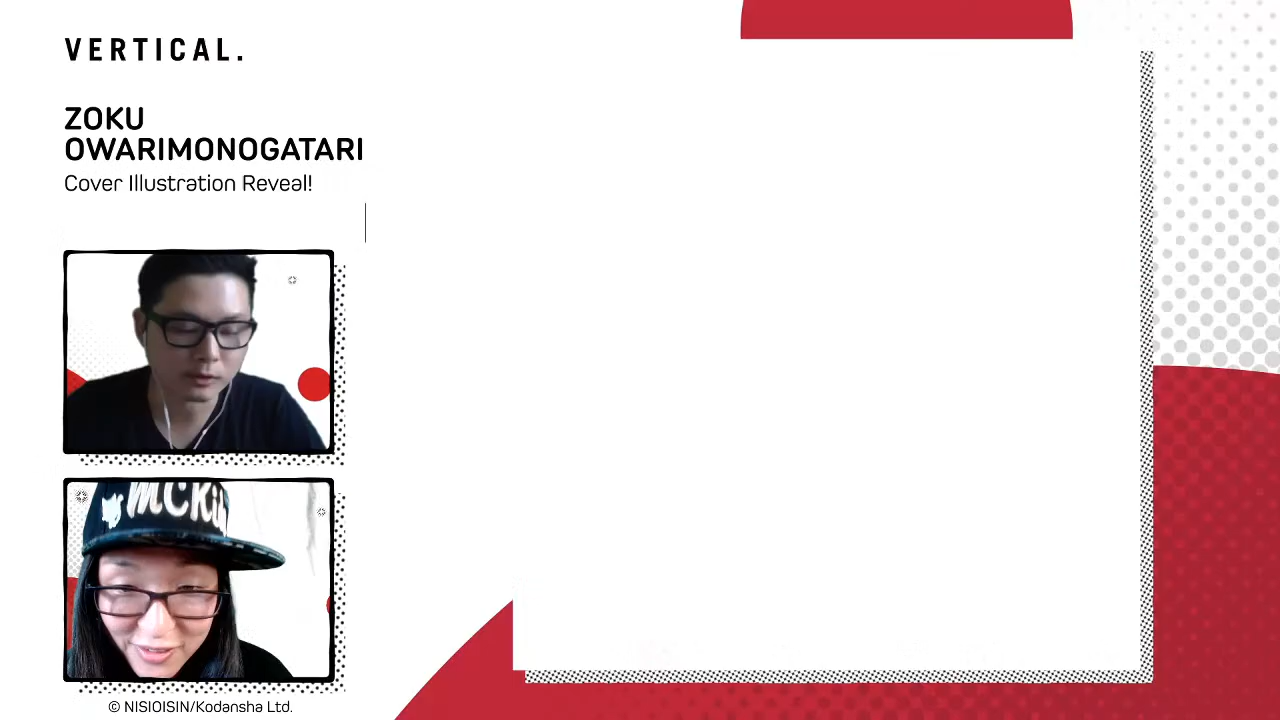 VERTICAL.
ZOKU
OWARIMONOGATARI
Cover Illustration Reveal!
© NISIOISIN/Kodansha Ltd.